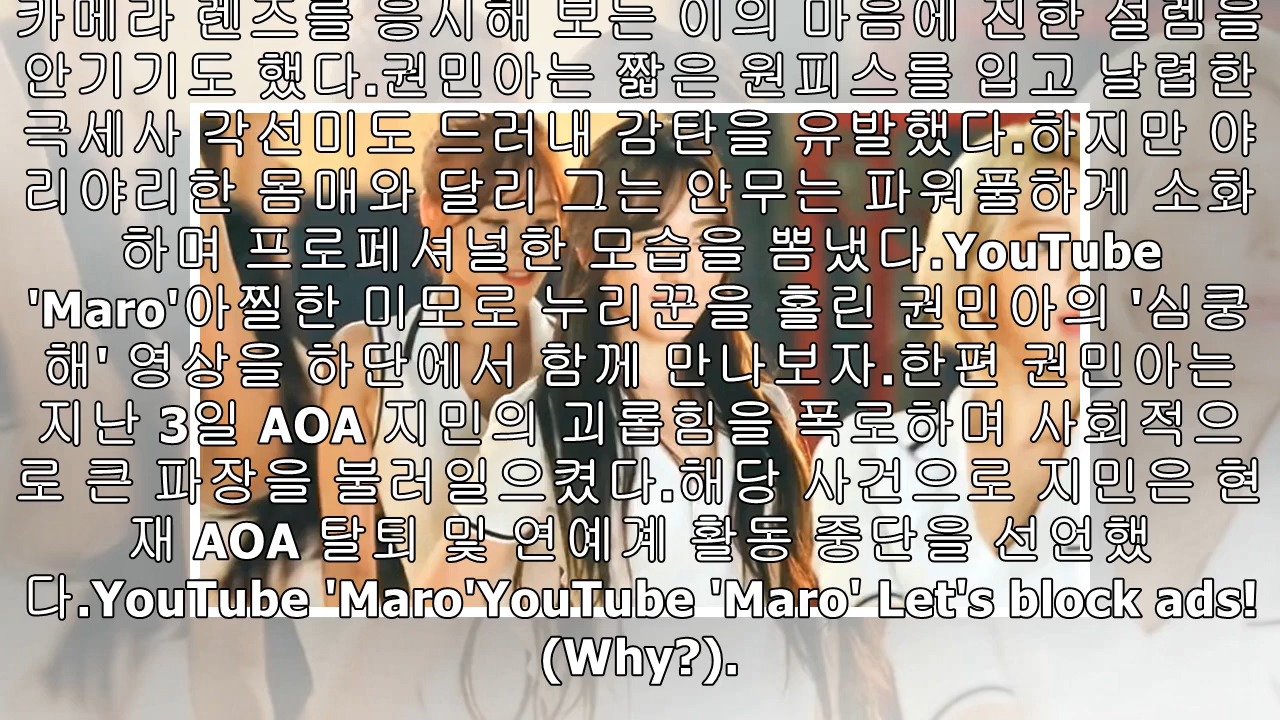 카메라 렌즈를 응시해 보는 이의 마음에 진한 설렘을
안기기도 했다.권민아는 짧은 원피스를 입고 날렵한
극세사 각선미도 드러내 감탄을 유발했다.하지만 야
리야리한 몸매와 달리 그는 안무는 파워풀하게 소화
하며 프로페셔널한 모습을 뽐냈다.YouTube
'Maro'아찔한 미모로 누리꾼을 홀린 권민아의 '심쿵
해' 영상을 하단에서 함께 만나보자.한편 권민아는
지난 3일 AOA 지민의 괴롭힘을 폭로하며 사회적으
로 큰 파장을 불러일으켰다.해당 사건으로 지민은 현
재 AOA 탈퇴 및 연예계 활동 중단을 선언했
다.YouTube 'Maro'YouTube 'Maro' Let's block ads!
(Why?).